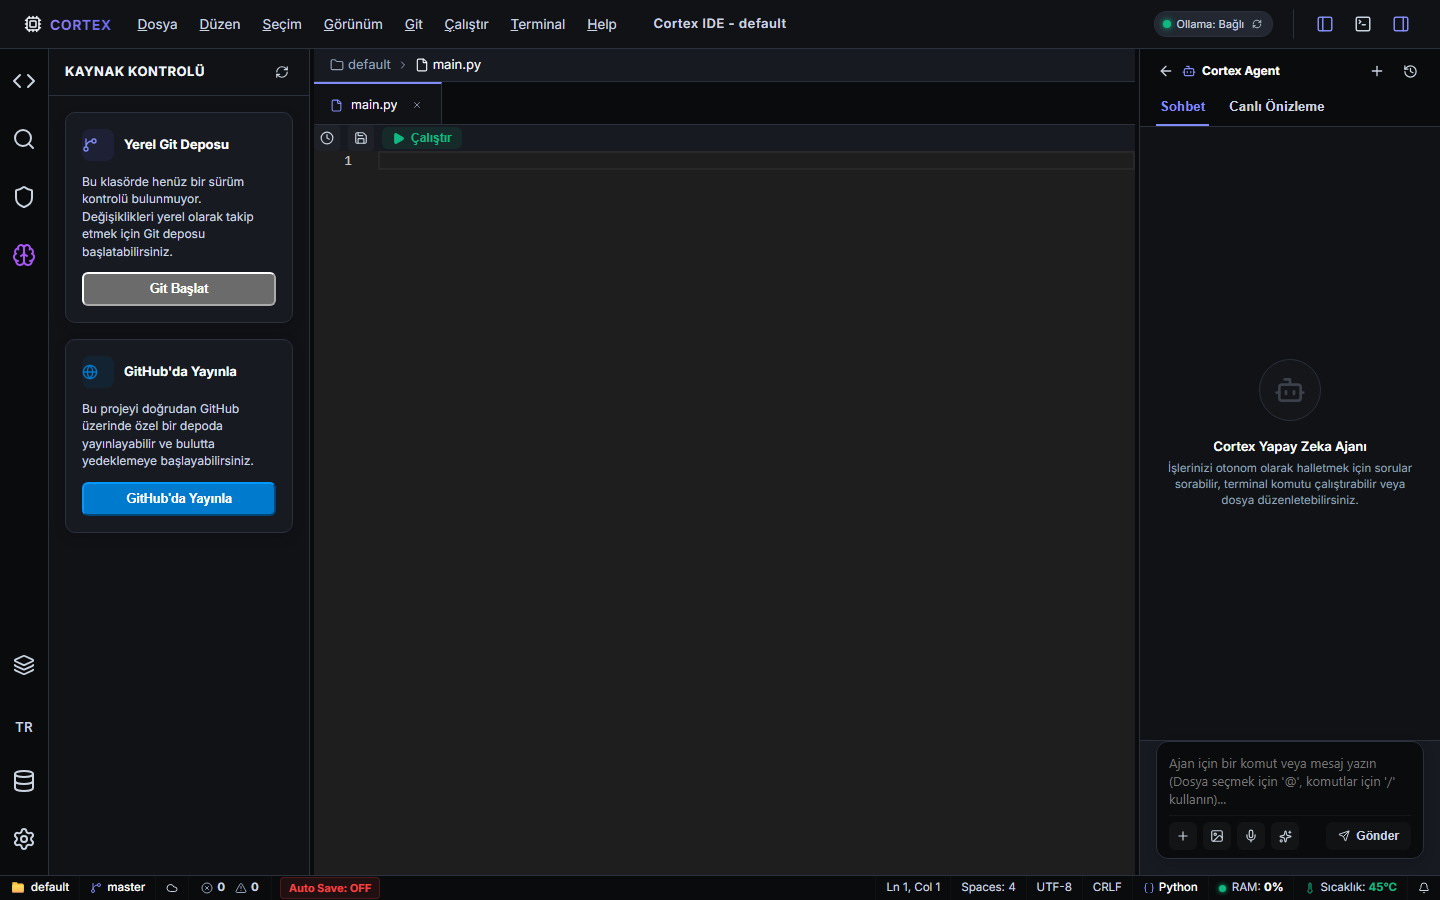 CORTEX
Dosya Düzen Seçim Görünüm Git Çalıştır Terminal Help
Cortex IDE - default
Ollama: Bağlı
KAYNAK KONTROLÜ
Yerel Git Deposu
Bu klasörde henüz bir sürüm
kontrolü bulunmuyor.
Değişiklikleri yerel olarak takip
etmek için Git deposu
başlatabilirsiniz.
Git Başlat
GitHub'da Yayınla
Bu projeyi doğrudan GitHub
üzerinde özel bir depoda
yayınlayabilir ve bulutta
yedeklemeye başlayabilirsiniz.
GitHub'da Yayınla
TR
default > main.py
main.py ×
Çalıştır
1
Cortex Agent
Sohbet Canlı Önizleme
Cortex Yapay Zeka Ajanı
İşlerinizi otonom olarak halletmek için sorular
sorabilir, terminal komutu çalıştırabilir veya
dosya düzenletebilirsiniz.
Ajan için bir komut veya mesaj yazın
(Dosya seçmek için '@', komutlar için '/'
kullanın)...
Gönder
default master 0 0 Auto Save: OFF Ln 1, Col 1 Spaces: 4 UTF-8 CRLF { } Python RAM: 0% Sıcaklık: 45°C